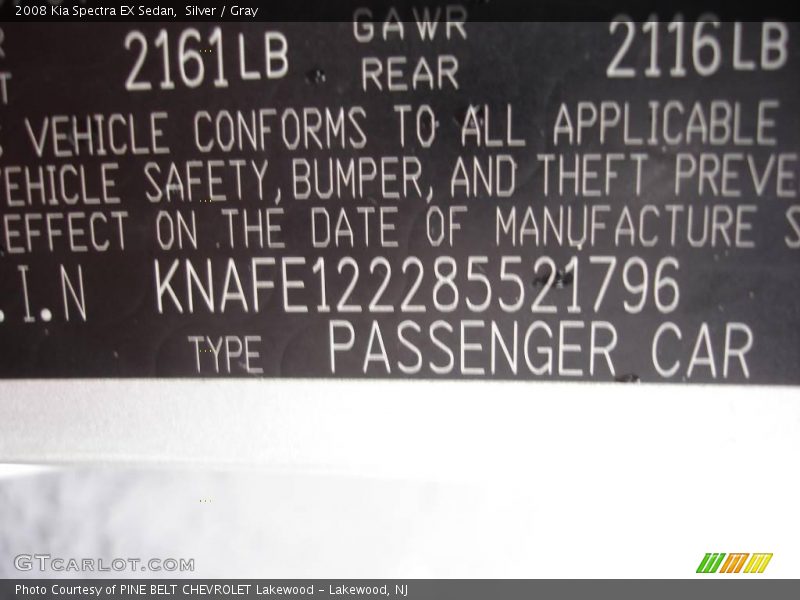 2008 Kia Spectra EX Sedan, Silver / Gray
2161LB GAWR REAR 2116LB
VEHICLE CONFORMS TO ALL APPLICABLE
VEHICLE SAFETY, BUMPER, AND THEFT PREVE
EFFECT ON THE DATE OF MANUFACTURE S
.I.N KNAFE122285521796
TYPE PASSENGER CAR
GTCARLOT.COM
Photo Courtesy of PINE BELT CHEVROLET Lakewood - Lakewood, NJ